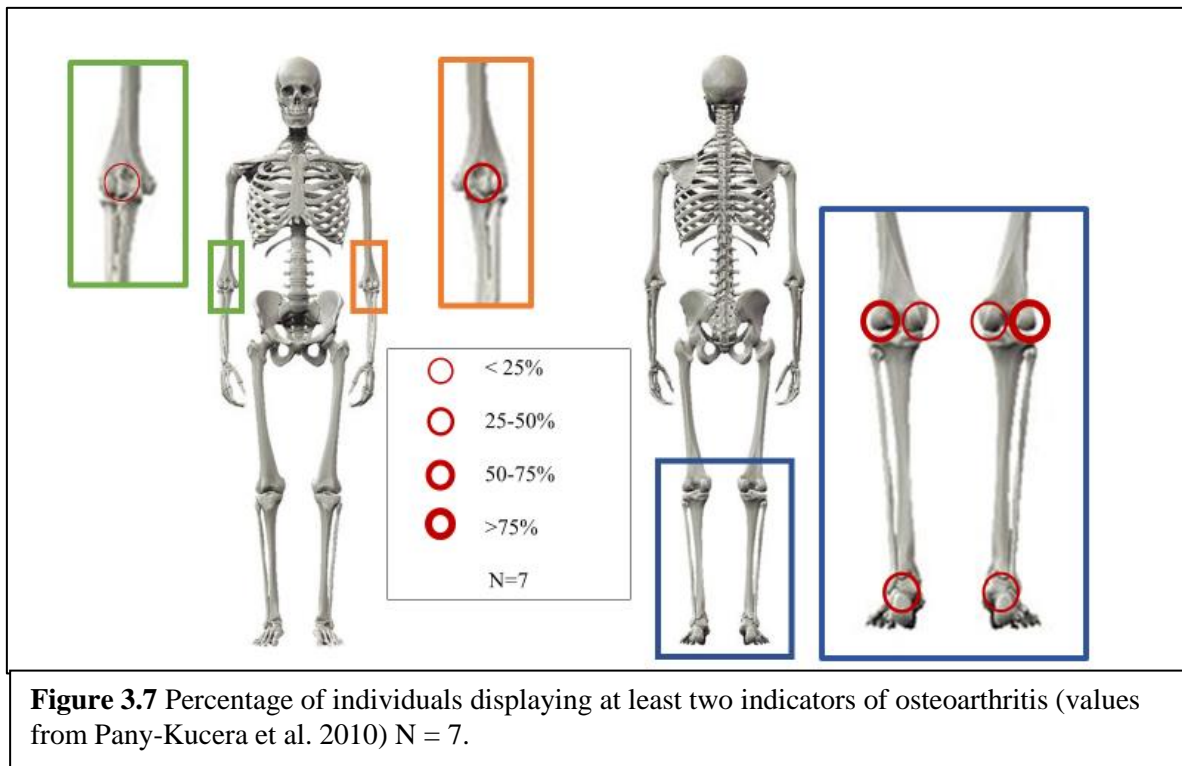 < 25%
25-50%
50-75%
>75%
N=7
Figure 3.7 Percentage of individuals displaying at least two indicators of osteoarthritis (values
from Pany-Kucera et al. 2010) N = 7.